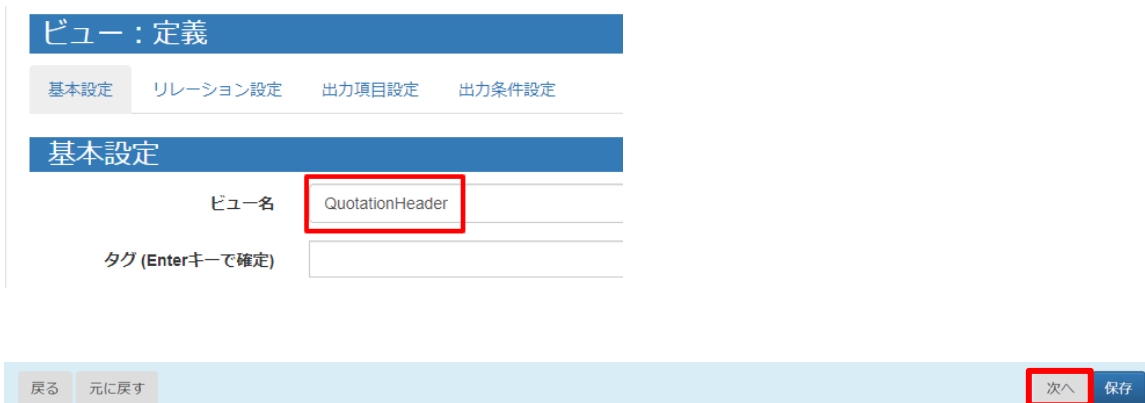 ビュー：定義
基本設定 リレーション設定 出力項目設定 出力条件設定
基本設定
ビュー名 QuotationHeader
タグ (Enterキーで確定)
戻る 元に戻す 次へ 保存